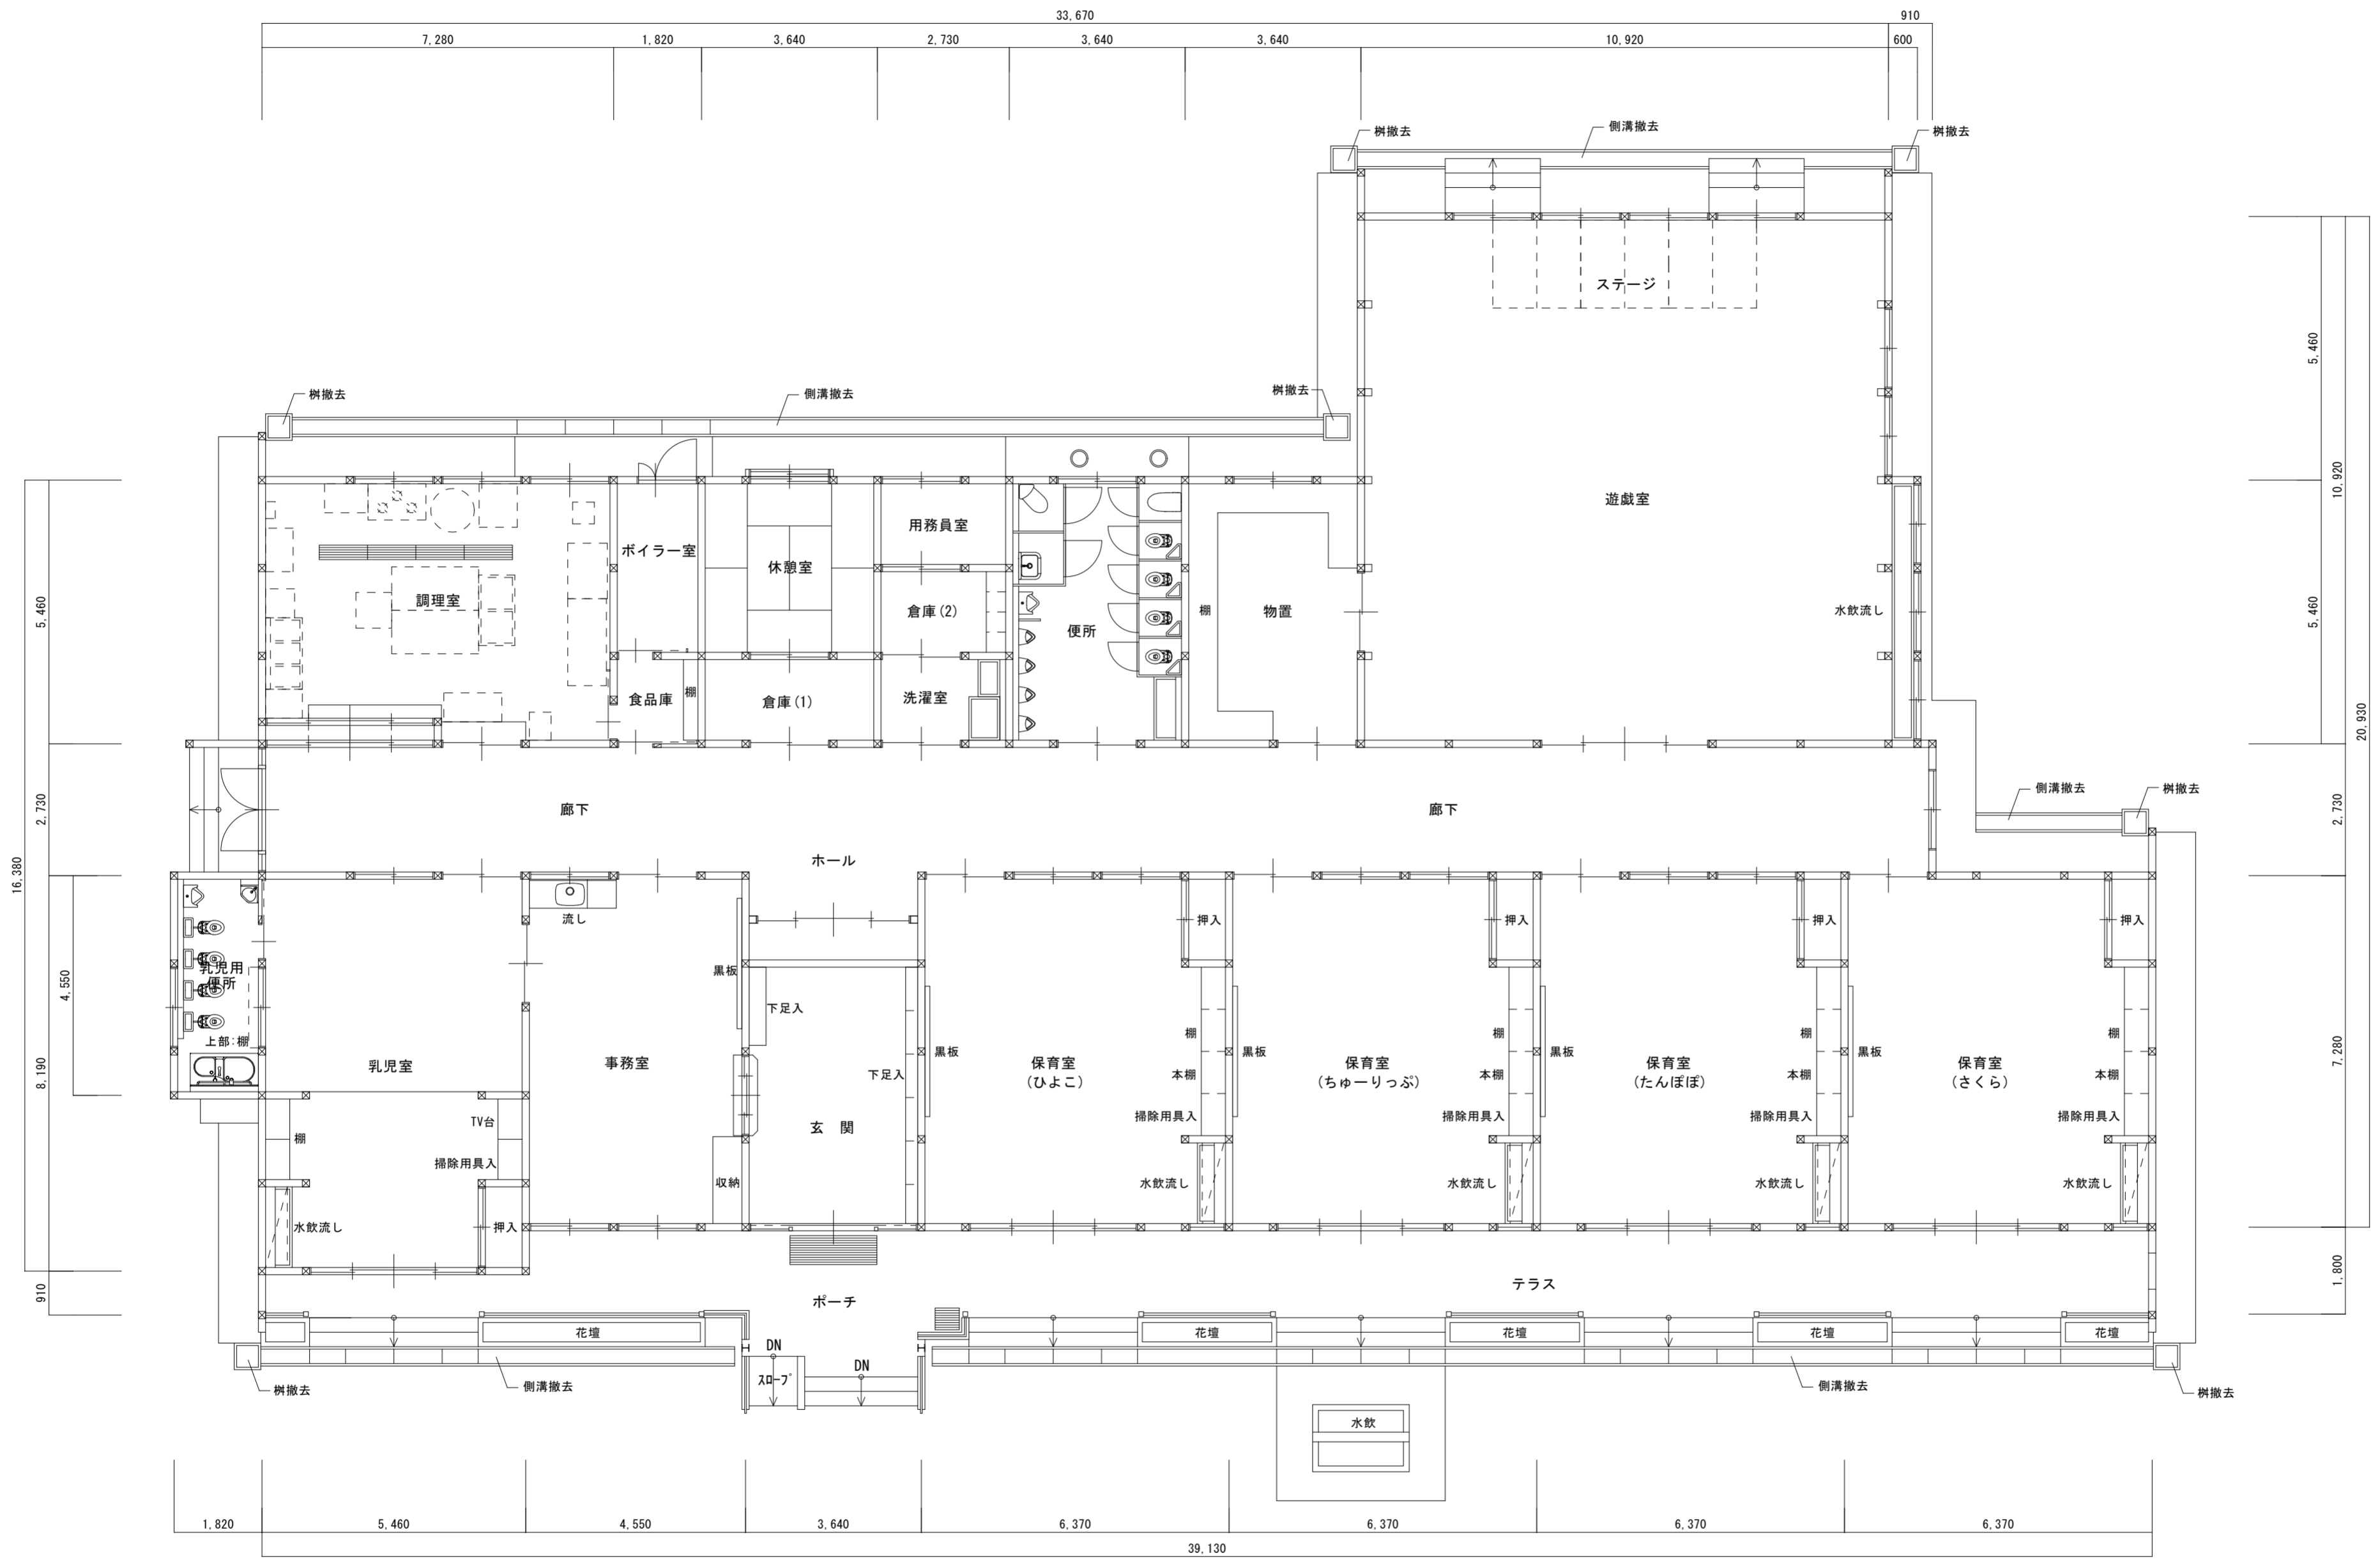 33,670
910
7,280
1,820
3,640
2,730
3,640
3,640
10,920
600
桝撤去
側溝撤去
桝撤去
ステージ
5,460
桝撤去
側溝撤去
桝撤去
10,920
20,930
遊戯室
用務員室
ボイラー室
休憩室
調理室
倉庫(2)
棚
物置
水飲流し
5,460
5,460
便所
食品庫
棚
倉庫(1)
洗濯室
側溝撤去
桝撤去
2,730
廊下
廊下
2,730
ホール
16,380
流し
押入
押入
押入
押入
4,550
乳児用
便所
黒板
下足入
上部:棚
棚
棚
棚
棚
8,190
乳児室
事務室
黒板
保育室
(ひよこ)
黒板
保育室
(ちゅーりっぷ)
黒板
保育室
(たんぽぽ)
黒板
保育室
(さくら)
7,280
下足入
本棚
本棚
本棚
本棚
TV台
掃除用具入
掃除用具入
掃除用具入
掃除用具入
棚
玄 関
掃除用具入
収納
水飲流し
水飲流し
水飲流し
水飲流し
水飲流し
押入
910
テラス
1,800
ポーチ
花壇
花壇
花壇
花壇
花壇
DN
DN
スロープ
桝撤去
側溝撤去
側溝撤去
桝撤去
水飲
1,820
5,460
4,550
3,640
6,370
6,370
6,370
6,370
39,130